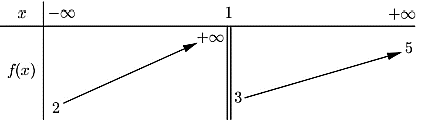 x −∞ 1 +∞
+∞ 5
f(x)
2 3